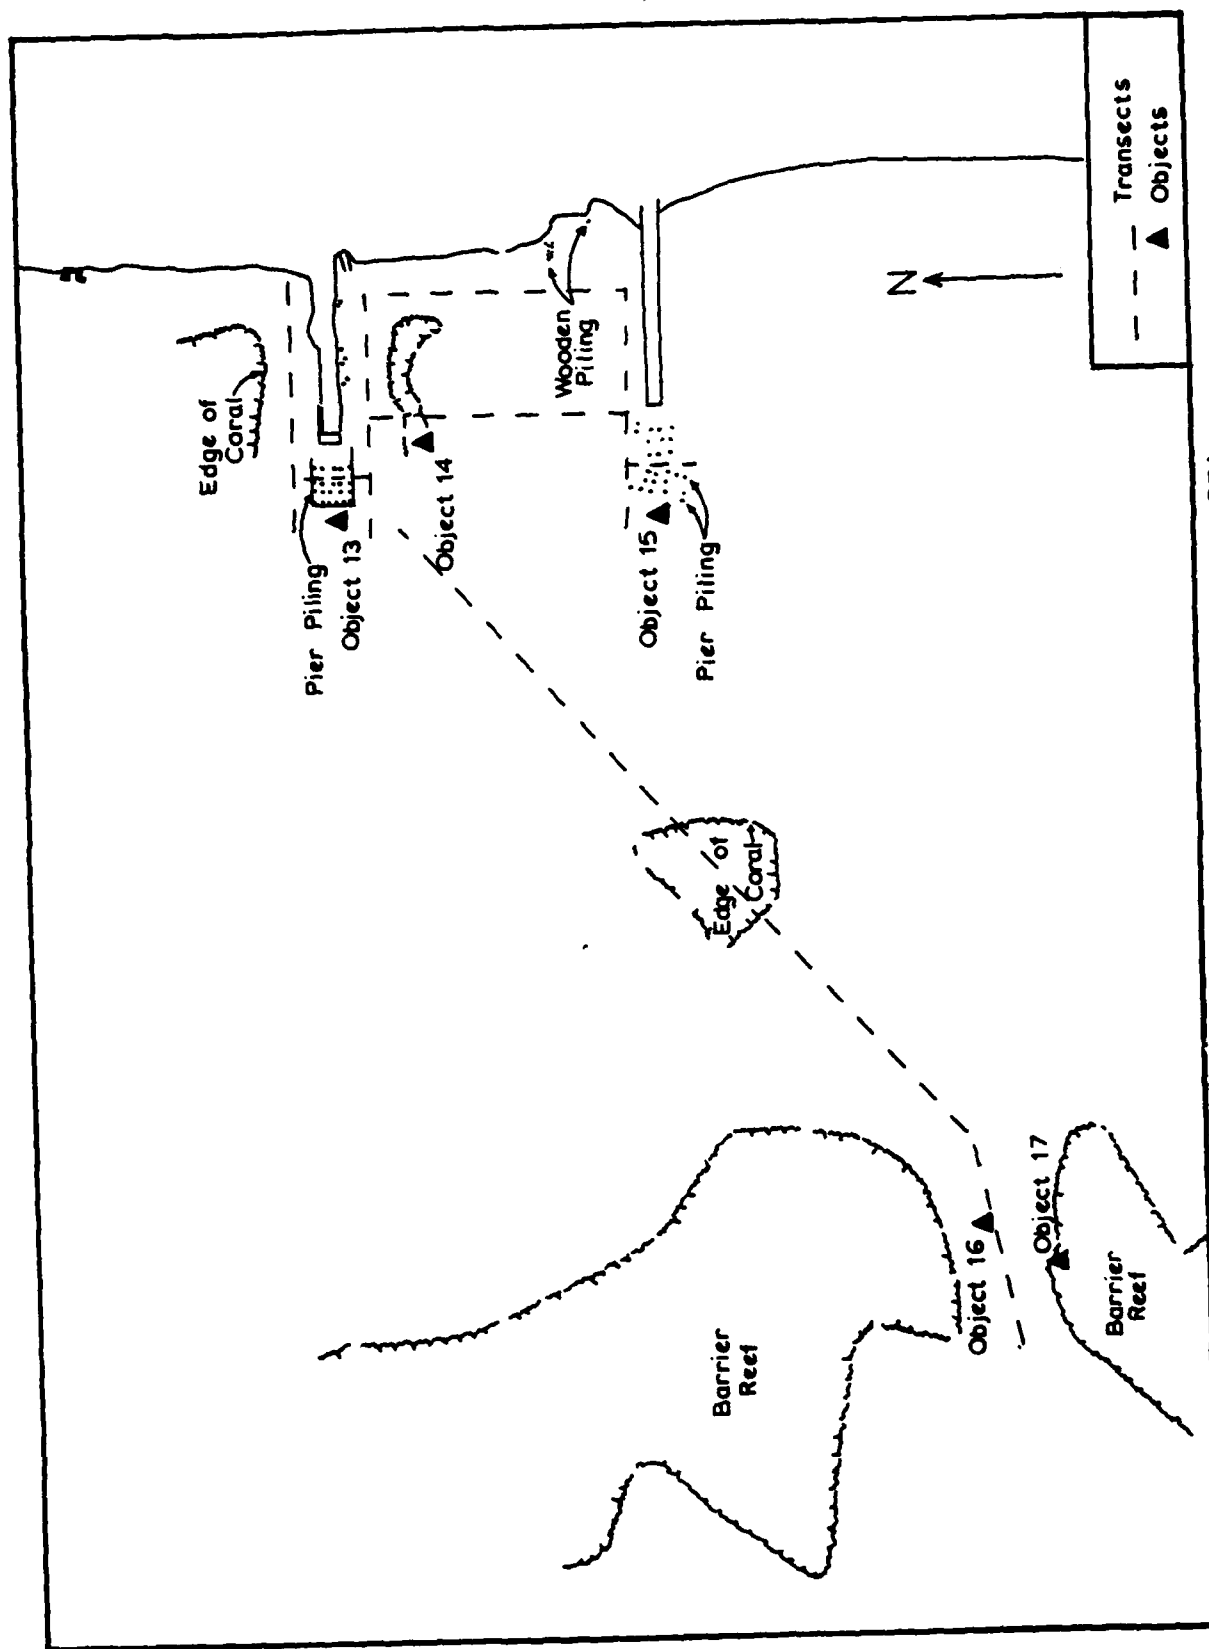 Edge of
Coral
Pier Piling
Object 13
Object 14
Wooden
Piling
Object 15
Pier Piling
Edge of
Coral
Barrier
Reef
N
Object 16
Object 17
Barrier
Reef
Transects
Objects